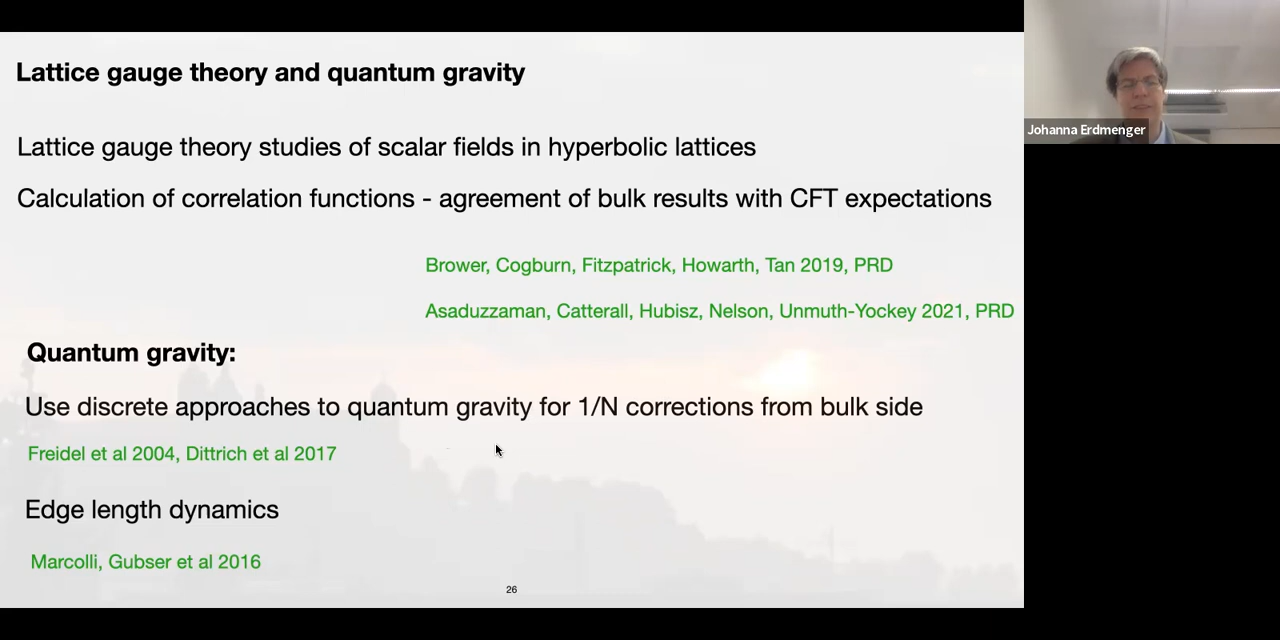 Lattice gauge theory and quantum gravity
Lattice gauge theory studies of scalar fields in hyperbolic lattices
Calculation of correlation functions - agreement of bulk results with CFT expectations
Brower, Cogburn, Fitzpatrick, Howarth, Tan 2019, PRD
Asaduzzaman, Catterall, Hubisz, Nelson, Unmuth-Yockey 2021, PRD
Quantum gravity:
Use discrete approaches to quantum gravity for 1/N corrections from bulk side
Freidel et al 2004, Dittrich et al 2017
Edge length dynamics
Marcolli, Gubser et al 2016
26
Johanna Erdmenger